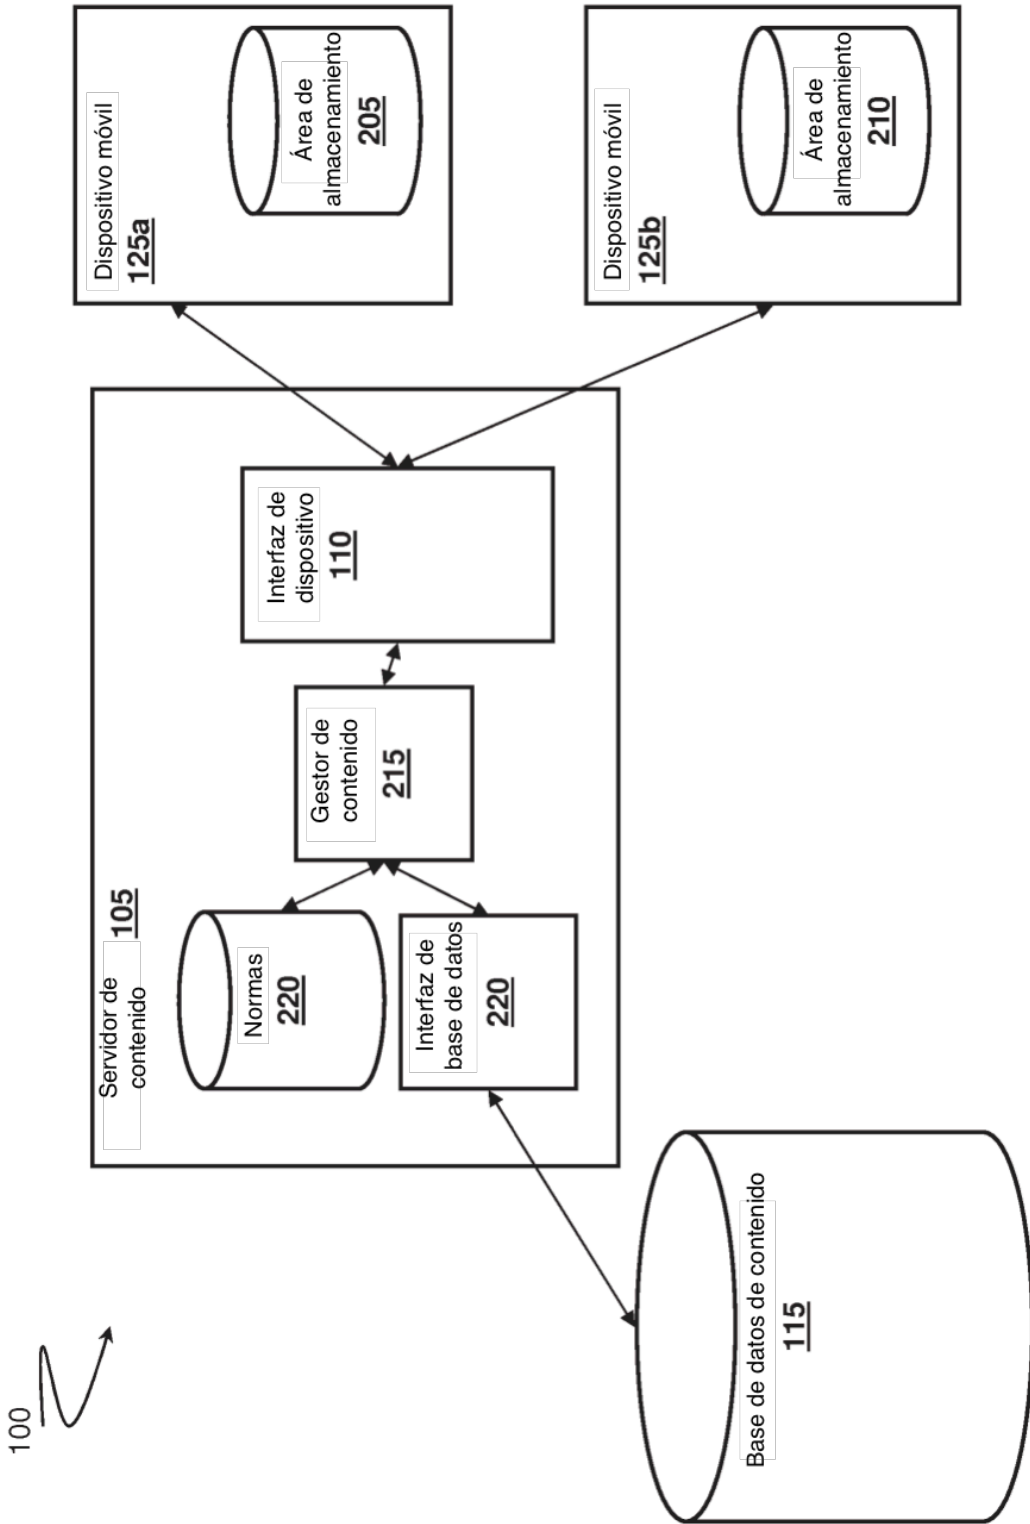 100
Servidor de
contenido
105
Normas
220
Interfaz de
base de datos
220
Gestor de
contenido
215
Interfaz de
dispositivo
110
Dispositivo móvil
125a
Área de
almacenamiento
205
Dispositivo móvil
125b
Área de
almacenamiento
210
Base de datos de contenido
115